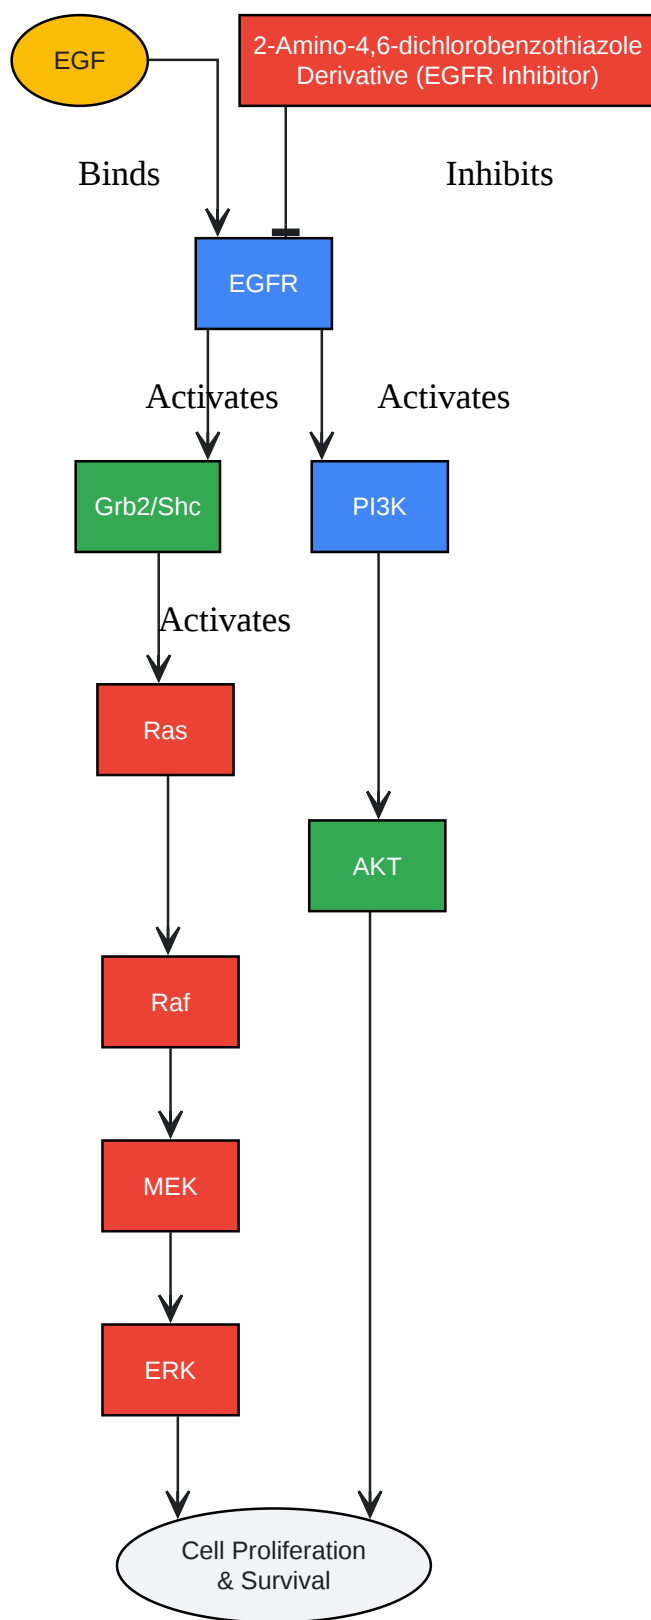 EGF
2-Amino-4,6-dichlorobenzothiazole
Derivative (EGFR Inhibitor)
Binds
Inhibits
EGFR
Activates
Activates
Grb2/Shc
PI3K
Activates
Ras
AKT
Raf
MEK
ERK
Cell Proliferation
& Survival